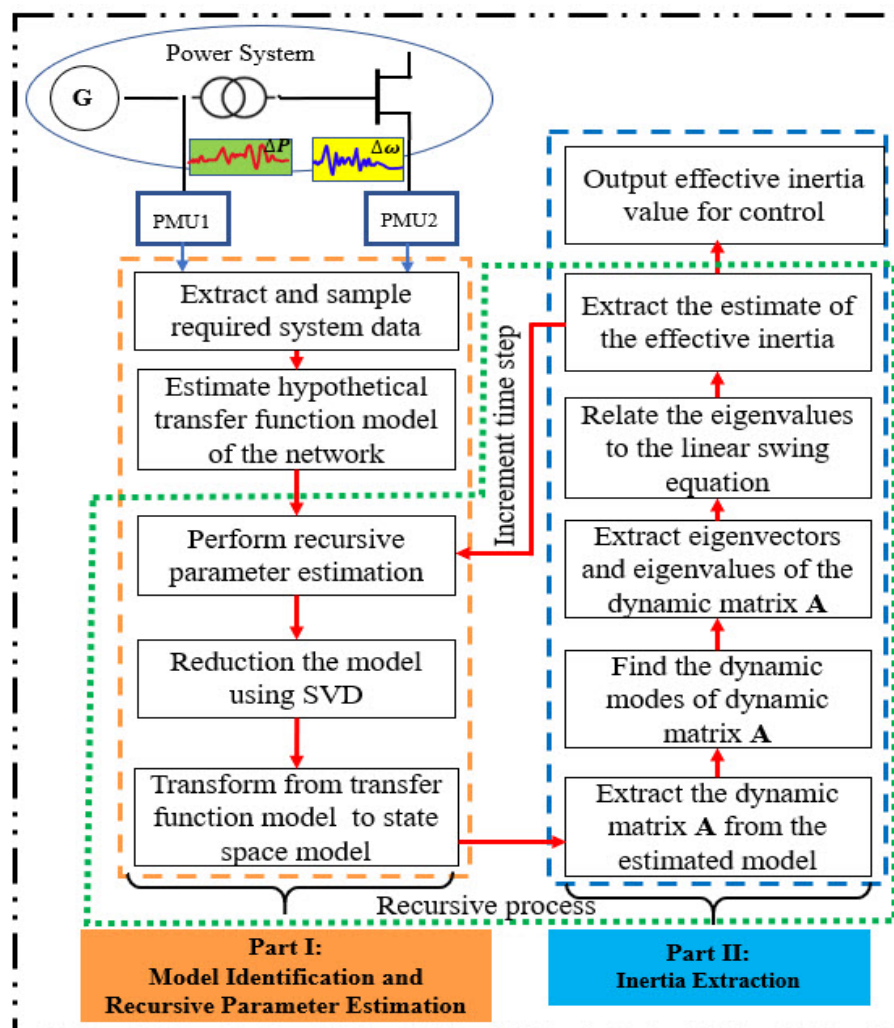 Power System
G
ΔP
Δω
PMU1
PMU2
Extract and sample
required system data
Estimate hypothetical
transfer function model
of the network
Perform recursive
parameter estimation
Reduction the model
using SVD
Transform from transfer
function model to state
space model
Increment time step
Output effective inertia
value for control
Extract the estimate of
the effective inertia
Relate the eigenvalues
to the linear swing
equation
Extract eigenvectors
and eigenvalues of the
dynamic matrix A
Find the dynamic
modes of dynamic
matrix A
Extract the dynamic
matrix A from the
estimated model
Recursive process
Part I:
Model Identification and
Recursive Parameter Estimation
Part II:
Inertia Extraction